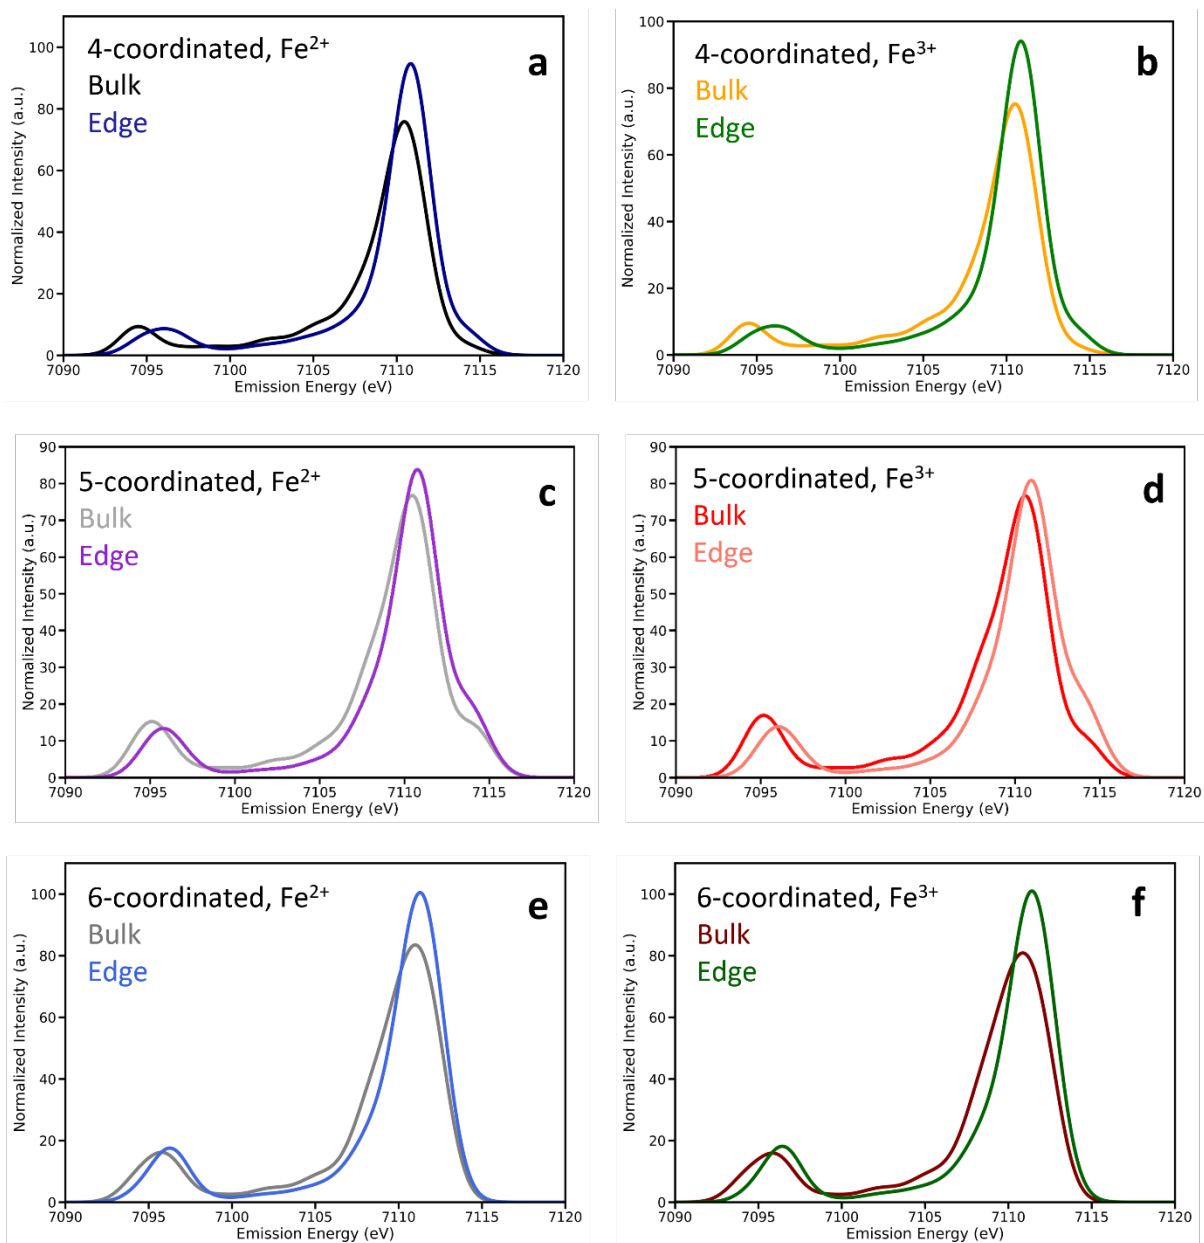 4-coordinated, Fe²⁺
Bulk
Edge
a
Normalized Intensity (a.u.)
100
80
60
40
20
0
7090 7095 7100 7105 7110 7115 7120
Emission Energy (eV)
4-coordinated, Fe³⁺
Bulk
Edge
b
Normalized Intensity (a.u.)
100
80
60
40
20
0
7090 7095 7100 7105 7110 7115 7120
Emission Energy (eV)
5-coordinated, Fe²⁺
Bulk
Edge
c
Normalized Intensity (a.u.)
90
80
70
60
50
40
30
20
10
0
7090 7095 7100 7105 7110 7115 7120
Emission Energy (eV)
5-coordinated, Fe³⁺
Bulk
Edge
d
Normalized Intensity (a.u.)
90
80
70
60
50
40
30
20
10
0
7090 7095 7100 7105 7110 7115 7120
Emission Energy (eV)
6-coordinated, Fe²⁺
Bulk
Edge
e
Normalized Intensity (a.u.)
100
80
60
40
20
0
7090 7095 7100 7105 7110 7115 7120
Emission Energy (eV)
6-coordinated, Fe³⁺
Bulk
Edge
f
Normalized Intensity (a.u.)
100
80
60
40
20
0
7090 7095 7100 7105 7110 7115 7120
Emission Energy (eV)